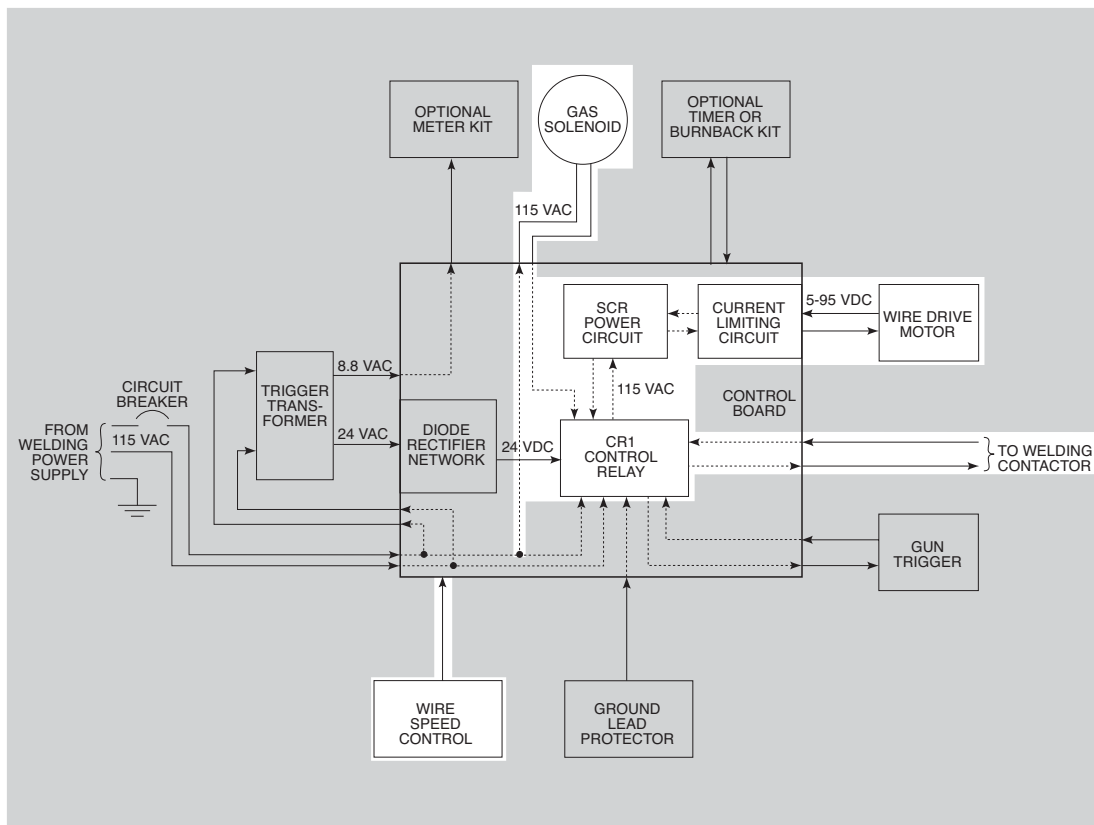 OPTIONAL
METER KIT
GAS
SOLENOID
OPTIONAL
TIMER OR
BURNBACK KIT
115 VAC
SCR
POWER
CIRCUIT
CURRENT
LIMITING
CIRCUIT
5-95 VDC
WIRE DRIVE
MOTOR
8.8 VAC
TRIGGER
TRANS-
FORMER
115 VAC
CONTROL
BOARD
CIRCUIT
BREAKER
FROM
WELDING
POWER
SUPPLY
115 VAC
24 VAC
DIODE
RECTIFIER
NETWORK
24 VDC
CR1
CONTROL
RELAY
TO WELDING
CONTACTOR
GUN
TRIGGER
WIRE
SPEED
CONTROL
GROUND
LEAD
PROTECTOR